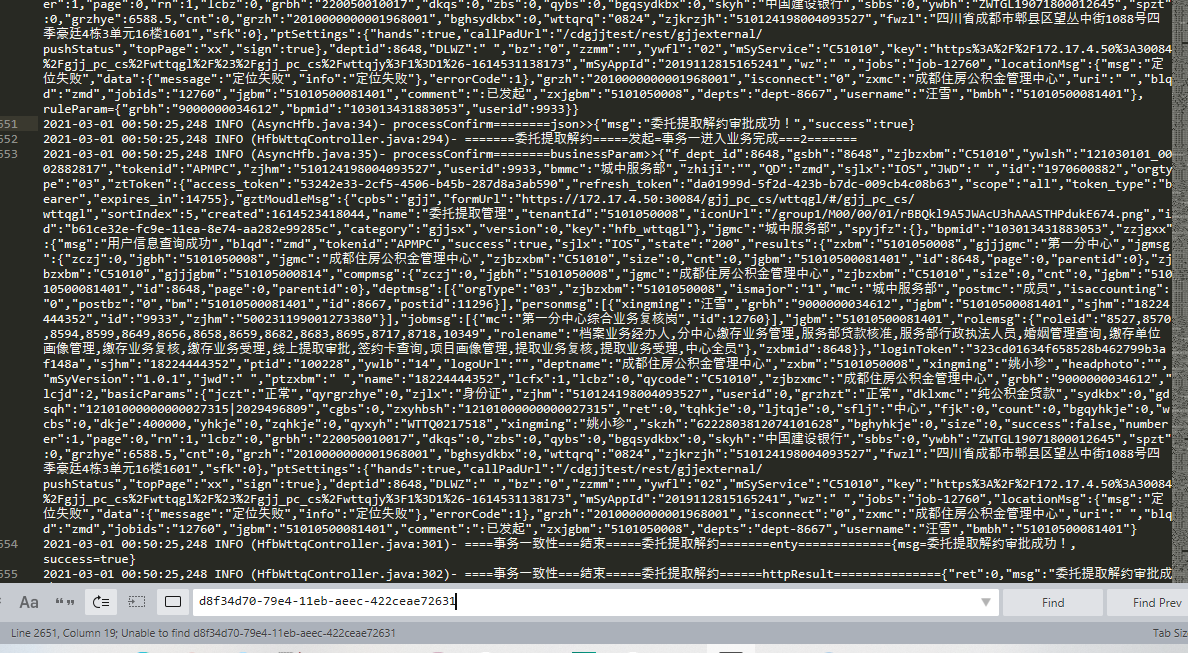 er":1,"page":0,"rn":1,"lcbz":0,"grbh":"220050010017","dkqs":0,"zbs":0,"qybs":0,"bgqsydkbx":0,"skyh":"中国建设银行","sbbs":0,"ywbh":"ZWTGL19071800012645","spzt"
:0,"grzhye":6588.5,"cnt":0,"grzh":"2010000000001968001","bghsydkbx":0,"wttqrq":"0824","zjkrzjh":"510124198004093527","fwzl":"四川省成都市郫县区望丛中街1088号四
季豪廷4栋3单元16楼1601","sfk":0},"ptSettings":{"hands":true,"callPadUrl":"/cdgjjtest/rest/gjjexternal/
pushStatus","topPage":"xx","sign":true},"deptid":8648,"DLWZ":" ","bz":"0","zzmm":"","ywfl":"02","mSyService":"C51010","key":"https%3A%2F%2F172.17.4.50%3A30084
%2Fgjj_pc_cs%2Fwttqgl%2F%23%2Fgjj_pc_cs%2Fwttqjy%3F1%3D1%26-1614531138173","mSyAppId":"2019112815165241","wz":" ","jobs":"job-12760","locationMsg":{"msg":"定
位失败","data":{"message":"定位失败","info":"定位失败"},"errorCode":1},"grzh":"2010000000001968001","isconnect":"0","zxmc":"成都住房公积金管理中心","uri":" ","blq
d":"zmd","jobids":"12760","jgbm":"51010500081401","comment":"已发起","zxjgbm":"5101050008","depts":"dept-8667","username":"汪雪","bmbh":"51010500081401"},
ruleParam={"grbh":"9000000034612","bpmid":"103013431883053","userid":9933}}
651 2021-03-01 00:50:25,248 INFO (AsyncHfb.java:34)- processConfirm========json>>{"msg":"委托提取解约审批成功！","success":true}
652 2021-03-01 00:50:25,248 INFO (HfbWttqController.java:294)- =======委托提取解约=====发起=事务一进入业务完成===2=======
653 2021-03-01 00:50:25,248 INFO (AsyncHfb.java:35)- processConfirm========businessParam>>{"f_dept_id":8648,"gsbh":"8648","zjbzxbm":"C51010","ywlsh":"121030101_00
02882817","tokenid":"APMPC","zjhm":"510124198004093527","userid":9933,"bmmc":"城中服务部","zhiji":"","QD":"zmd","sjlx":"IOS","JWD":" ","id":"1970600882","orgty
pe":"03","ztToken":{"access_token":"53242e33-2cf5-4506-b45b-287d8a3ab590","refresh_token":"da01999d-5f2d-423b-b7dc-009cb4c08b63","scope":"all","token_type":"b
earer","expires_in":14755},"gztMoudleMsg":{"cpbs":"gjj","formUrl":"https://172.17.4.50:30084/gjj_pc_cs/wttqgl/#/gjj_pc_cs/
wttqgl","sortIndex":5,"created":1614523418044,"name":"委托提取管理","tenantId":"5101050008","iconUrl":"/group1/M00/00/01/rBBQkl9A5JWAcU3hAAASTHPdukE674.png","i
d":"b61ce32e-fc9e-11ea-8e74-aa282e99285c","category":"gjjsx","version":0,"key":"hfb_wttqgl"},"jgmc":"城中服务部","spyjfz":{},"bpmid":"103013431883053","zzjgxx"
:{"msg":"用户信息查询成功","blqd":"zmd","tokenid":"APMPC","success":true,"sjlx":"IOS","state":"200","results":{"zxbm":"5101050008","gjjjgmc":"第一分中心","jgmsg
":{"zczj":0,"jgbh":"5101050008","jgmc":"成都住房公积金管理中心","zjbzxbm":"C51010","size":0,"cnt":0,"jgbm":"51010500081401","id":8648,"page":0,"parentid":0},"zj
bzxbm":"C51010","gjjjgbm":"510105000814","compmsg":{"zczj":0,"jgbh":"5101050008","jgmc":"成都住房公积金管理中心","zjbzxbm":"C51010","size":0,"cnt":0,"jgbm":"510
10500081401","id":8648,"page":0,"parentid":0},"deptmsg":[{"orgType":"03","zjbzxbm":"5101050008","ismajor":"1","mc":"城中服务部","postmc":"成员","isaccounting":
"0","postbz":"0","bm":"51010500081401","id":8667,"postid":11296}],"personmsg":[{"xingming":"汪雪","grbh":"9000000034612","jgbm":"51010500081401","sjhm":"18224
444352","id":"9933","zjhm":"500231199001273380"}],"jobmsg":[{"mc":"第一分中心综合业务复核岗","id":12760}],"jgbm":"51010500081401","rolemsg":{"roleid":"8527,8570
,8594,8599,8649,8656,8658,8659,8682,8683,8695,8717,8718,10349","rolename":"档案业务经办人,分中心缴存业务管理,服务部贷款核准,服务部行政执法人员,婚姻管理查询,缴存单位
画像管理,缴存业务复核,缴存业务受理,线上提取审批,签约卡查询,项目画像管理,提取业务复核,提取业务受理,中心全员"},"zxbmid":8648}},"loginToken":"323cd01634f658528b462799b3a
f148a","sjhm":"18224444352","ptid":"100228","ywlb":"14","logoUrl":"","deptname":"成都住房公积金管理中心","zxbm":"5101050008","xingming":"姚小珍","headphoto":"",
"mSyVersion":"1.0.1","jwd":" ","ptzxbm":" ","name":"18224444352","lcfx":1,"lcbz":0,"qycode":"C51010","zjbzxmc":"成都住房公积金管理中心","grbh":"9000000034612","
lcjd":2,"basicParams":{"jczt":"正常","qyrgrzhye":0,"zjlx":"身份证","zjhm":"510124198004093527","userid":0,"grzhzt":"正常","dklxmc":"纯公积金贷款","sydkbx":0,"gd
sqh":"12101000000000027315|2029496809","cgbs":0,"zxyhbsh":"12101000000000027315","ret":0,"tqhkje":0,"ljtqje":0,"sflj":"中心","fjk":0,"count":0,"bgqyhkje":0,"w
cbs":0,"dkje":400000,"yhkje":0,"zqhkje":0,"qyxyh":"WTTQ0217518","xingming":"姚小珍","skzh":"6222803812074101628","bghyhkje":0,"size":0,"success":false,"number
er":1,"page":0,"rn":1,"lcbz":0,"grbh":"220050010017","dkqs":0,"zbs":0,"qybs":0,"bgqsydkbx":0,"skyh":"中国建设银行","sbbs":0,"ywbh":"ZWTGL19071800012645","spzt"
:0,"grzhye":6588.5,"cnt":0,"grzh":"2010000000001968001","bghsydkbx":0,"wttqrq":"0824","zjkrzjh":"510124198004093527","fwzl":"四川省成都市郫县区望丛中街1088号四
季豪廷4栋3单元16楼1601","sfk":0},"ptSettings":{"hands":true,"callPadUrl":"/cdgjjtest/rest/gjjexternal/
pushStatus","topPage":"xx","sign":true},"deptid":8648,"DLWZ":" ","bz":"0","zzmm":"","ywfl":"02","mSyService":"C51010","key":"https%3A%2F%2F172.17.4.50%3A30084
%2Fgjj_pc_cs%2Fwttqgl%2F%23%2Fgjj_pc_cs%2Fwttqjy%3F1%3D1%26-1614531138173","mSyAppId":"2019112815165241","wz":" ","jobs":"job-12760","locationMsg":{"msg":"定
位失败","data":{"message":"定位失败","info":"定位失败"},"errorCode":1},"grzh":"2010000000001968001","isconnect":"0","zxmc":"成都住房公积金管理中心","uri":" ","blq
d":"zmd","jobids":"12760","jgbm":"51010500081401","comment":"已发起","zxjgbm":"5101050008","depts":"dept-8667","username":"汪雪","bmbh":"51010500081401"}
654 2021-03-01 00:50:25,248 INFO (HfbWttqController.java:301)- ====事务一致性===结束=====委托提取解约=======enty=============={msg=委托提取解约审批成功！,
success=true}
655 2021-03-01 00:50:25,248 INFO (HfbWttqController.java:302)- ====事务一致性===结束=====委托提取解约=======httpResult==============={"ret":0,"msg":"委托提取解约审批成
Aa “” d8f34d70-79e4-11eb-aeec-422ceae72631 Find Find Prev
Line 2651, Column 19; Unable to find d8f34d70-79e4-11eb-aeec-422ceae72631 Tab Siz